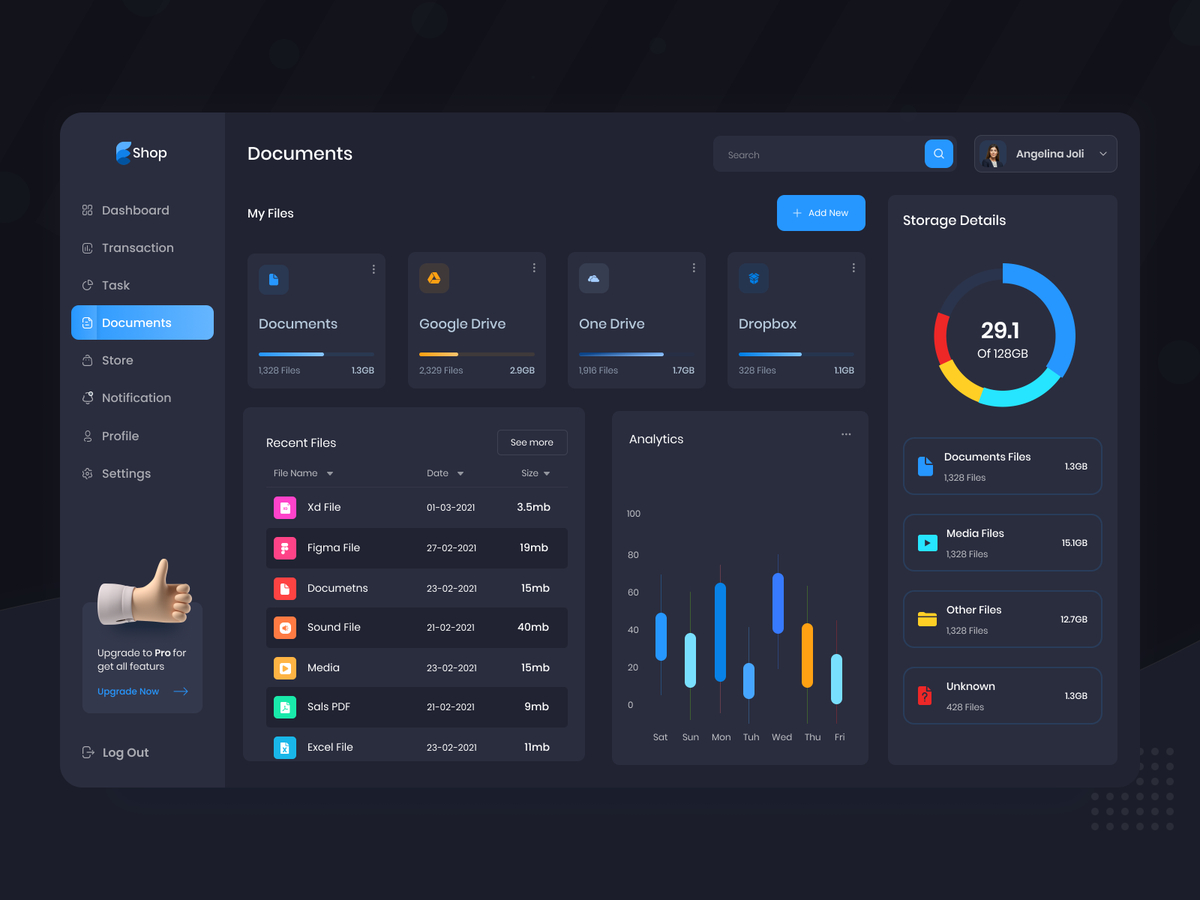 Shop
Dashboard
Transaction
Task
Documents
Store
Notification
Profile
Settings
Upgrade to Pro for
get all featurs
Upgrade Now
Log Out
Documents
Search
Angelina Joli
My Files
Add New
Documents
1,328 Files 1.3GB
Google Drive
2,329 Files 2.9GB
One Drive
1,916 Files 1.7GB
Dropbox
328 Files 1.1GB
Recent Files
See more
File Name Date Size
Xd File 01-03-2021 3.5mb
Figma File 27-02-2021 19mb
Documetns 23-02-2021 15mb
Sound File 21-02-2021 40mb
Media 23-02-2021 15mb
Sals PDF 21-02-2021 9mb
Excel File 23-02-2021 11mb
Analytics
100
80
60
40
20
0
Sat Sun Mon Tuh Wed Thu Fri
Storage Details
29.1
Of 128GB
Documents Files
1,328 Files
1.3GB
Media Files
1,328 Files
15.1GB
Other Files
1,328 Files
12.7GB
Unknown
428 Files
1.3GB